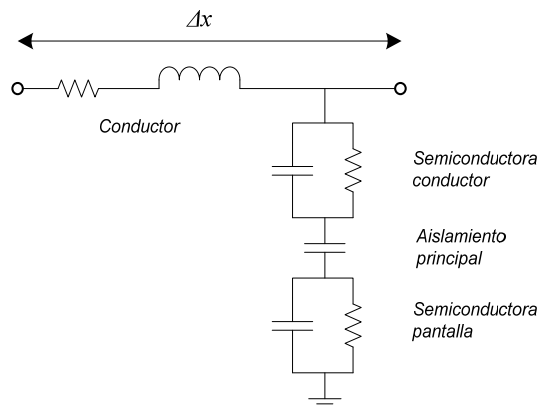 Δx
Conductor
Semiconductora
conductor
Aislamiento
principal
Semiconductora
pantalla